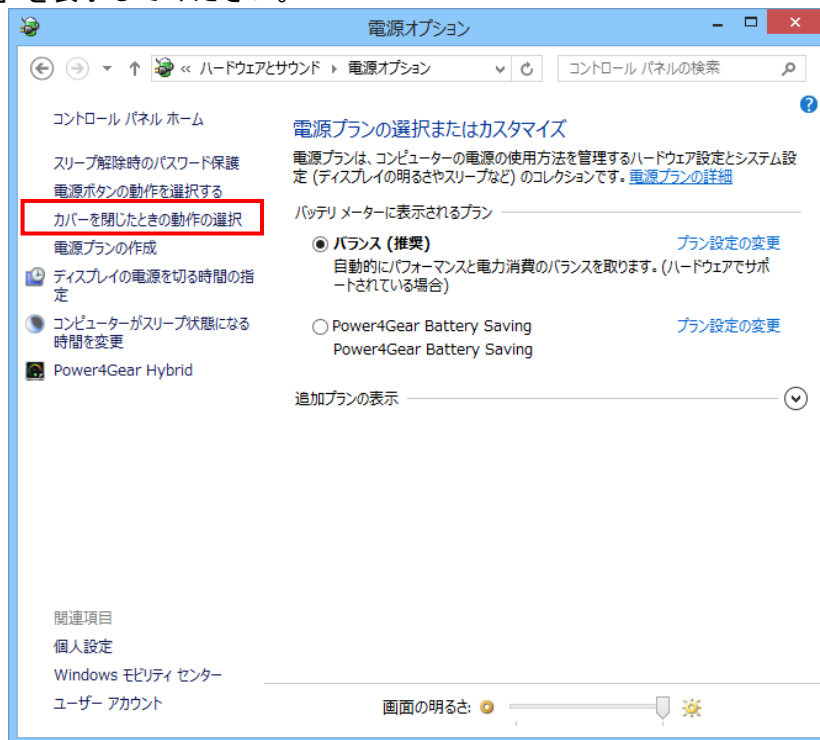 を表示してください。
電源オプション
« ハードウェアとサウンド ▸ 電源オプション
コントロール パネルの検索
コントロール パネル ホーム
スリープ解除時のパスワード保護
電源ボタンの動作を選択する
カバーを閉じたときの動作の選択
電源プランの作成
ディスプレイの電源を切る時間の指
定
コンピューターがスリープ状態になる
時間を変更
Power4Gear Hybrid
電源プランの選択またはカスタマイズ
電源プランは、コンピューターの電源の使用方法を管理するハードウェア設定とシステム設
定 (ディスプレイの明るさやスリープなど) のコレクションです。電源プランの詳細
バッテリ メーターに表示されるプラン
バランス (推奨) プラン設定の変更
自動的にパフォーマンスと電力消費のバランスを取ります。(ハードウェアでサポ
ートされている場合)
Power4Gear Battery Saving プラン設定の変更
Power4Gear Battery Saving
追加プランの表示
関連項目
個人設定
Windows モビリティ センター
ユーザー アカウント
画面の明るさ: